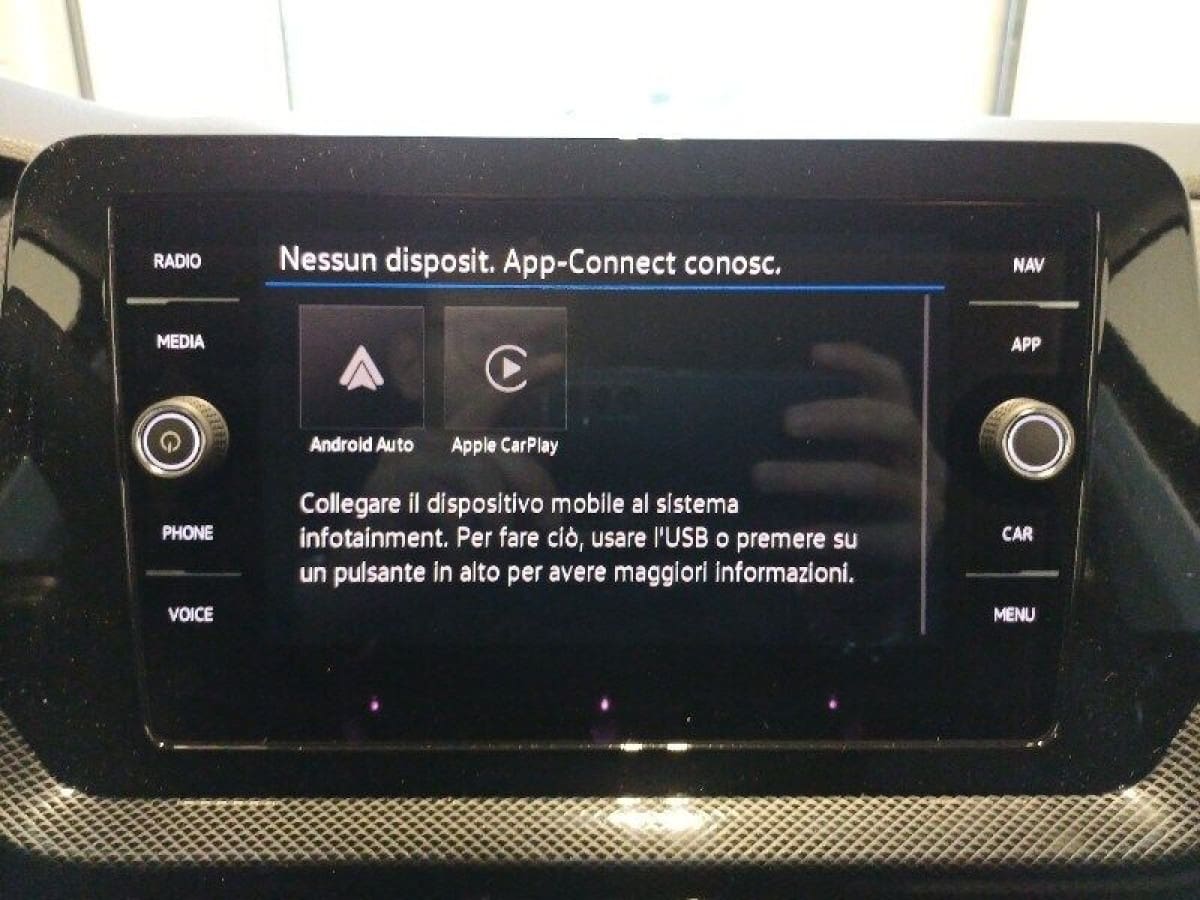 Nessun disposit. App-Connect conosc.
RADIO
NAV
MEDIA
APP
Android Auto
Apple CarPlay
Collegare il dispositivo mobile al sistema
infotainment. Per fare ciò, usare l'USB o premere su
un pulsante in alto per avere maggiori informazioni.
PHONE
CAR
VOICE
MENU